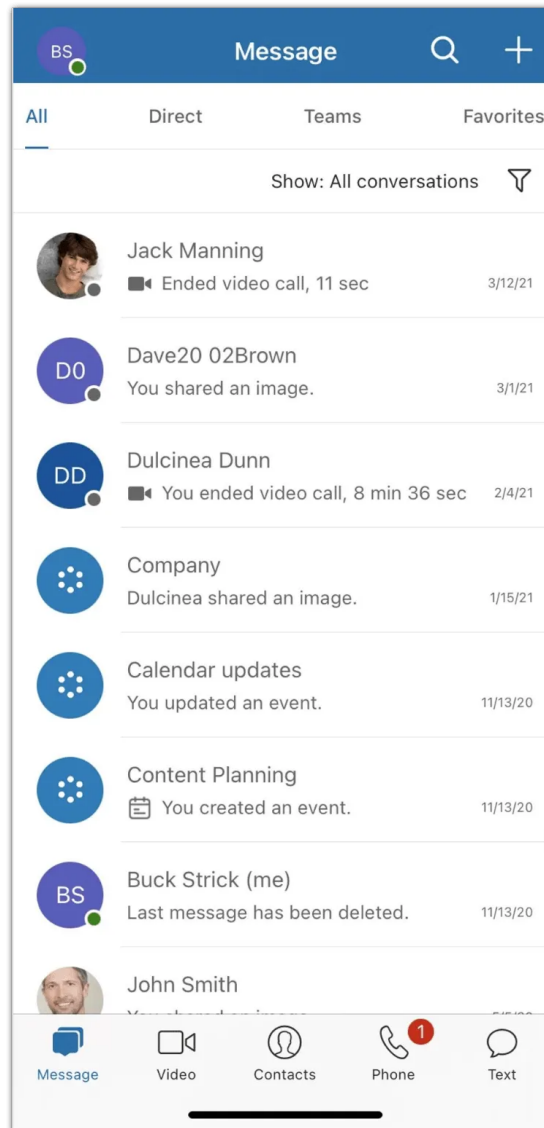 BS Message
All Direct Teams Favorites
Show: All conversations
Jack Manning
Ended video call, 11 sec 3/12/21
D0
Dave20 02Brown
You shared an image. 3/1/21
DD
Dulcinea Dunn
You ended video call, 8 min 36 sec 2/4/21
Company
Dulcinea shared an image. 1/15/21
Calendar updates
You updated an event. 11/13/20
Content Planning
You created an event. 11/13/20
BS
Buck Strick (me)
Last message has been deleted. 11/13/20
John Smith
1
Message Video Contacts Phone Text